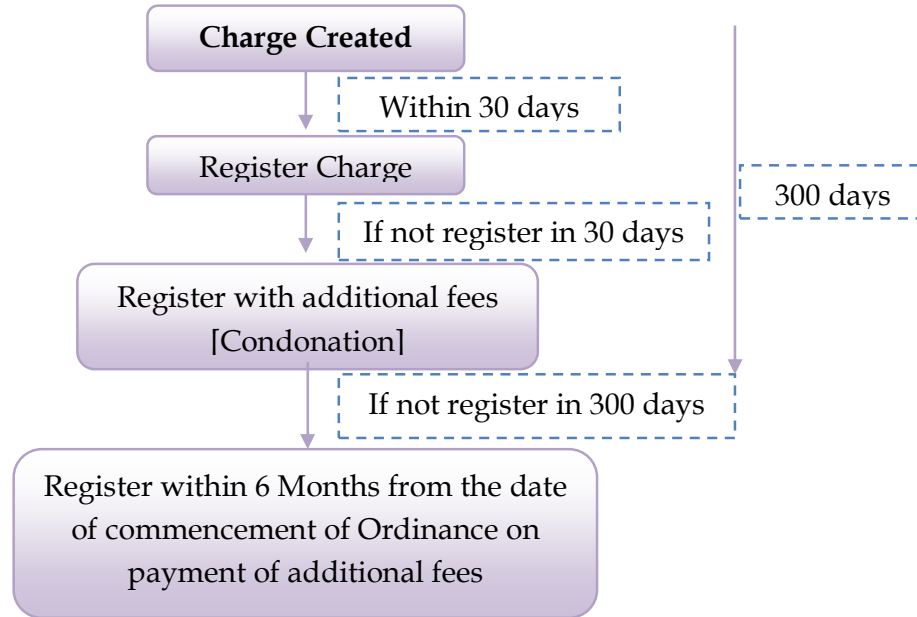 Charge Created
Within 30 days
Register Charge
300 days
If not register in 30 days
Register with additional fees
[Condonation]
If not register in 300 days
Register within 6 Months from the date
of commencement of Ordinance on
payment of additional fees